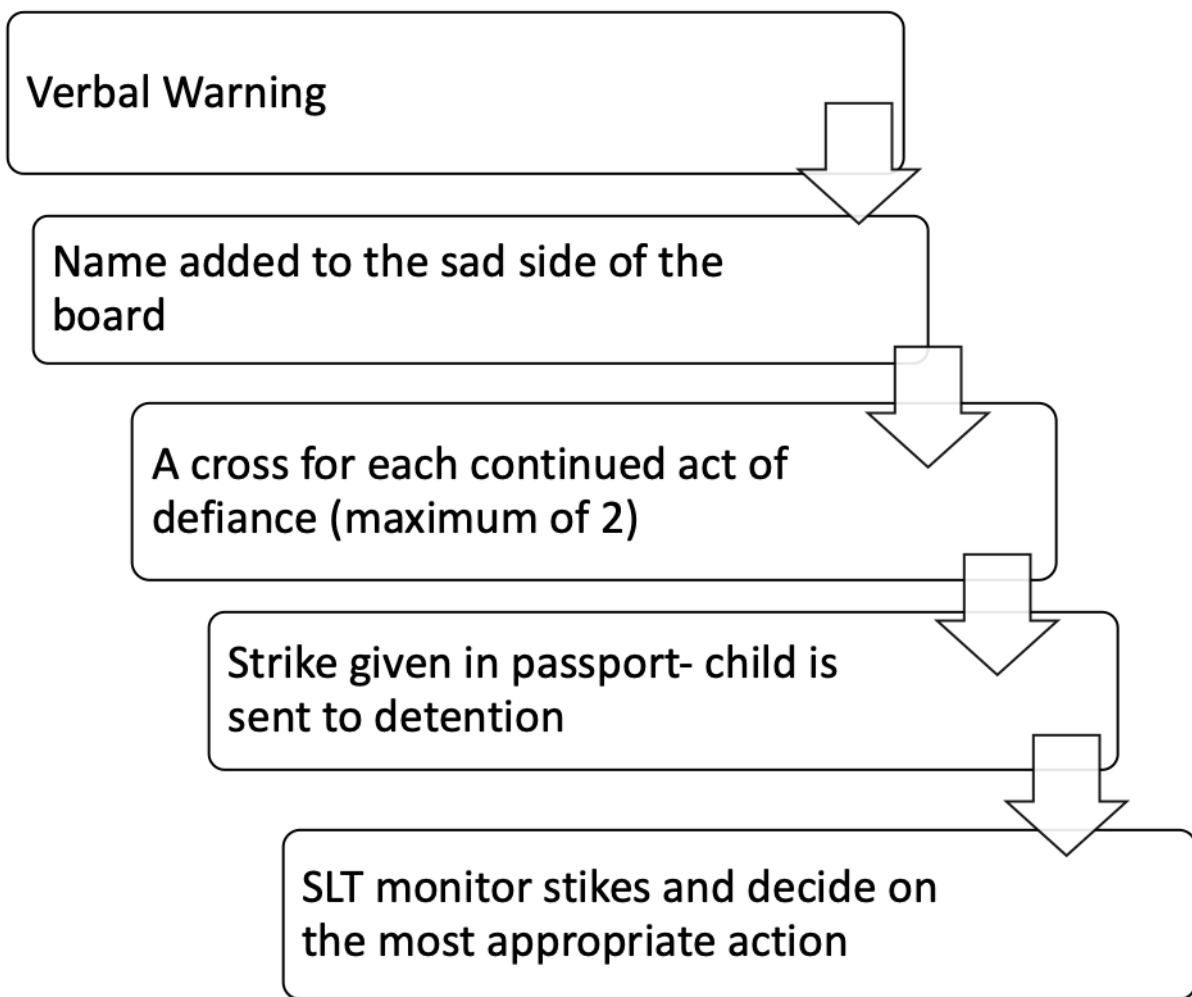 Verbal Warning
Name added to the sad side of the
board
A cross for each continued act of
defiance (maximum of 2)
Strike given in passport- child is
sent to detention
SLT monitor stikes and decide on
the most appropriate action